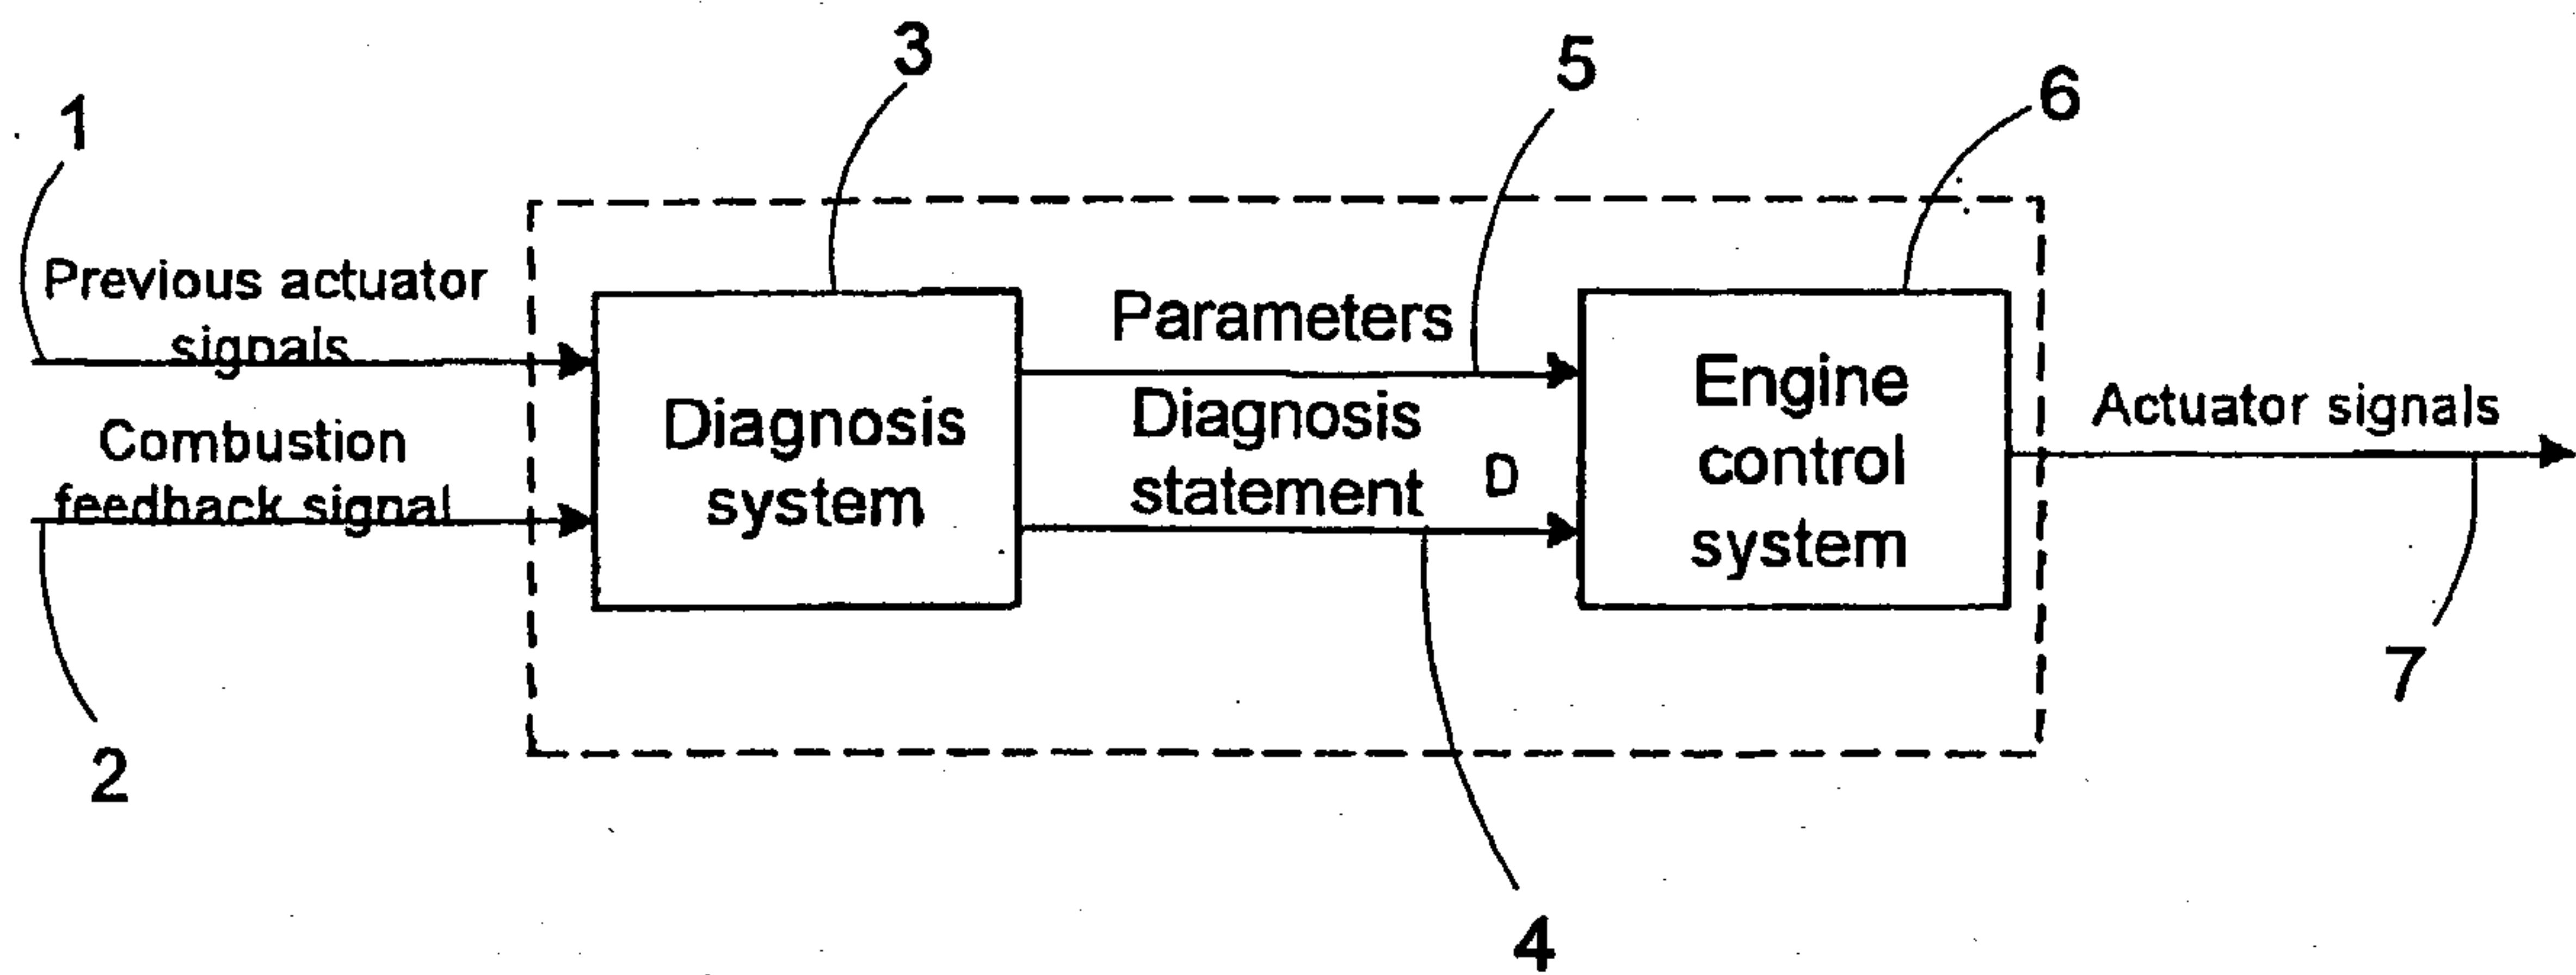 3
5
6
1
Previous actuator
signals
Combustion
feedback signal
2
Diagnosis
system
Parameters
Diagnosis
statement D
4
Engine
control
system
Actuator signals
7